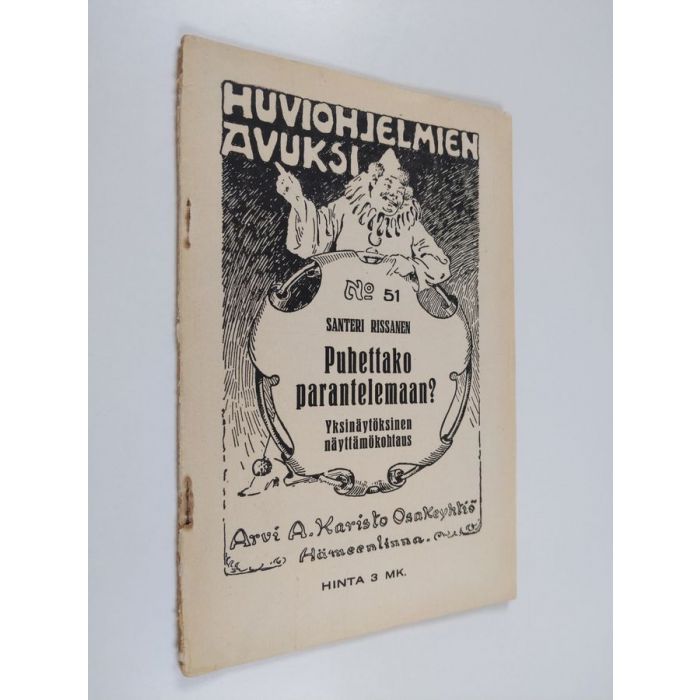 HUVIOHJELMIEN
AVUKSI
No 51
SANTERI RISSANEN
Puhettako
parantelemaan?
Yksinäytöksinen
näyttämökohtaus
Arvi A. Karisto Osakeyhtiö
Hämeenlinna.
HINTA 3 MK.